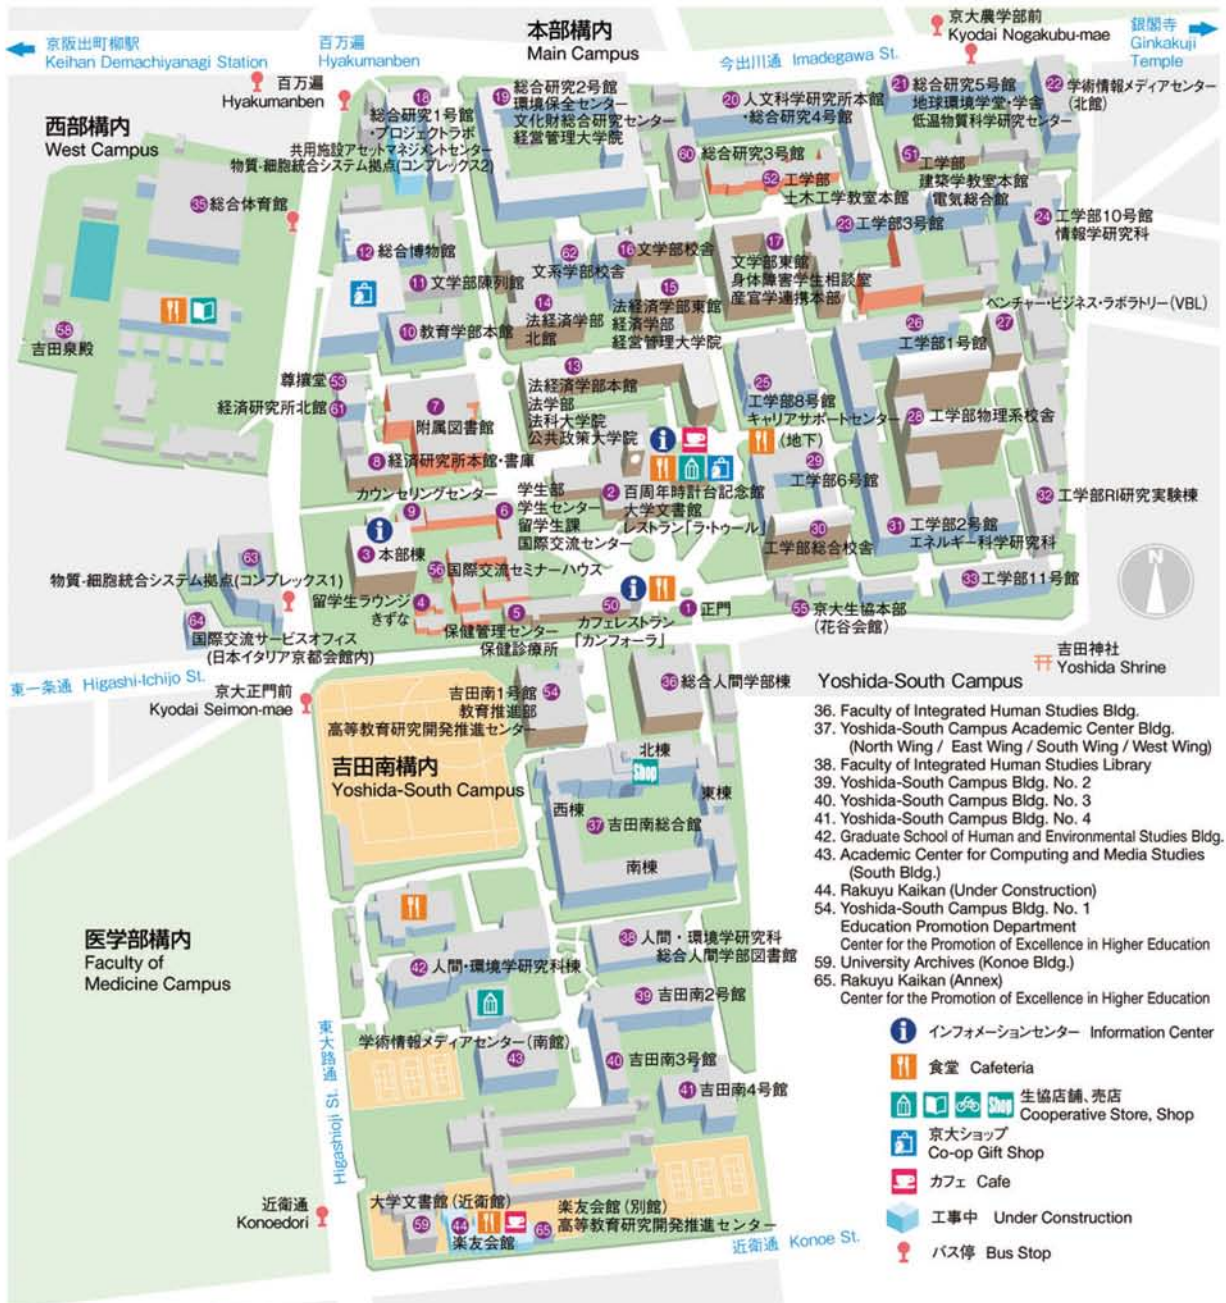 本部構内
Main Campus
京大農学部前
Kyodai Nogakubu-mae
銀閣寺
Ginkakuji
Temple
京阪出町柳駅
Keihan Demachiyanagi Station
百万遍
Hyakumanben
今出川通 Imadegawa St.
百万遍
Hyakumanben
西部構内
West Campus
18
総合研究1号館
・プロジェクトラボ
共用施設アセットマネジメントセンター
物質-細胞統合システム拠点(コンプレックス2)
19
総合研究2号館
環境保全センター
文化財総合研究センター
経営管理大学院
20 人文科学研究所本館
・総合研究4号館
21 総合研究5号館
地球環境学堂・学舎
低温物質科学研究センター
22 学術情報メディアセンター
(北館)
60 総合研究3号館
52 工学部
土木工学教室本館
51 工学部
建築学教室本館
電気総合館
35 総合体育館
12 総合博物館
62
文系学部校舎
16 文学部校舎
17
文学部東館
身体障害学生相談室
産官学連携本部
23 工学部3号館
24 工学部10号館
情報学研究科
11 文学部陳列館
14
法経済学部
北館
15
法経済学部東館
経済学部
経営管理大学院
ベンチャー・ビジネス・ラボラトリー(VBL)
27
58
吉田泉殿
10 教育学部本館
26
工学部1号館
13
法経済学部本館
法学部
法科大学院
公共政策大学院
尊攘堂 53
経済研究所北館 61
7
附属図書館
25
工学部8号館
キャリアサポートセンター
(地下)
28 工学部物理系校舎
8 経済研究所本館・書庫
29
工学部6号館
カウンセリングセンター
9
6
学生部
学生センター
留学生課
国際交流センター
2 百周年時計台記念館
大学文書館
レストラン「ラ・トゥール」
32 工学部RI研究実験棟
3 本部棟
30
工学部総合校舎
31 工学部2号館
エネルギー科学研究科
63
物質-細胞統合システム拠点(コンプレックス1)
56 国際交流セミナーハウス
33 工学部11号館
N
留学生ラウンジ 4
きずな
5
保健管理センター
保健診療所
50
カフェレストラン
「カンフォーラ」
1 正門
55 京大生協本部
(花谷会館)
64
国際交流サービスオフィス
(日本イタリア京都会館内)
吉田神社
Yoshida Shrine
東一条通 Higashi-Ichijo St.
京大正門前
Kyodai Seimon-mae
吉田南1号館 54
教育推進部
高等教育研究開発推進センター
36 総合人間学部棟
吉田南構内
Yoshida-South Campus
北棟
Shop
西棟
東棟
37 吉田南総合館
南棟
Yoshida-South Campus
36. Faculty of Integrated Human Studies Bldg.
37. Yoshida-South Campus Academic Center Bldg.
(North Wing / East Wing / South Wing / West Wing)
38. Faculty of Integrated Human Studies Library
39. Yoshida-South Campus Bldg. No. 2
40. Yoshida-South Campus Bldg. No. 3
41. Yoshida-South Campus Bldg. No. 4
42. Graduate School of Human and Environmental Studies Bldg.
43. Academic Center for Computing and Media Studies
(South Bldg.)
44. Rakuyu Kaikan (Under Construction)
54. Yoshida-South Campus Bldg. No. 1
Education Promotion Department
Center for the Promotion of Excellence in Higher Education
59. University Archives (Konoe Bldg.)
65. Rakuyu Kaikan (Annex)
Center for the Promotion of Excellence in Higher Education
医学部構内
Faculty of
Medicine Campus
38 人間・環境学研究科
総合人間学部図書館
42 人間・環境学研究科棟
39 吉田南2号館
学術情報メディアセンター(南館)
43
40 吉田南3号館
41 吉田南4号館
東大路通 Higashioji St.
近衛通
Konoedori
大学文書館(近衛館)
59
44
楽友会館
65
楽友会館(別館)
高等教育研究開発推進センター
近衛通 Konoe St.
インフォメーションセンター Information Center
食堂 Cafeteria
Shop
生協店舗、売店
Cooperative Store, Shop
京大ショップ
Co-op Gift Shop
カフェ Cafe
工事中 Under Construction
バス停 Bus Stop